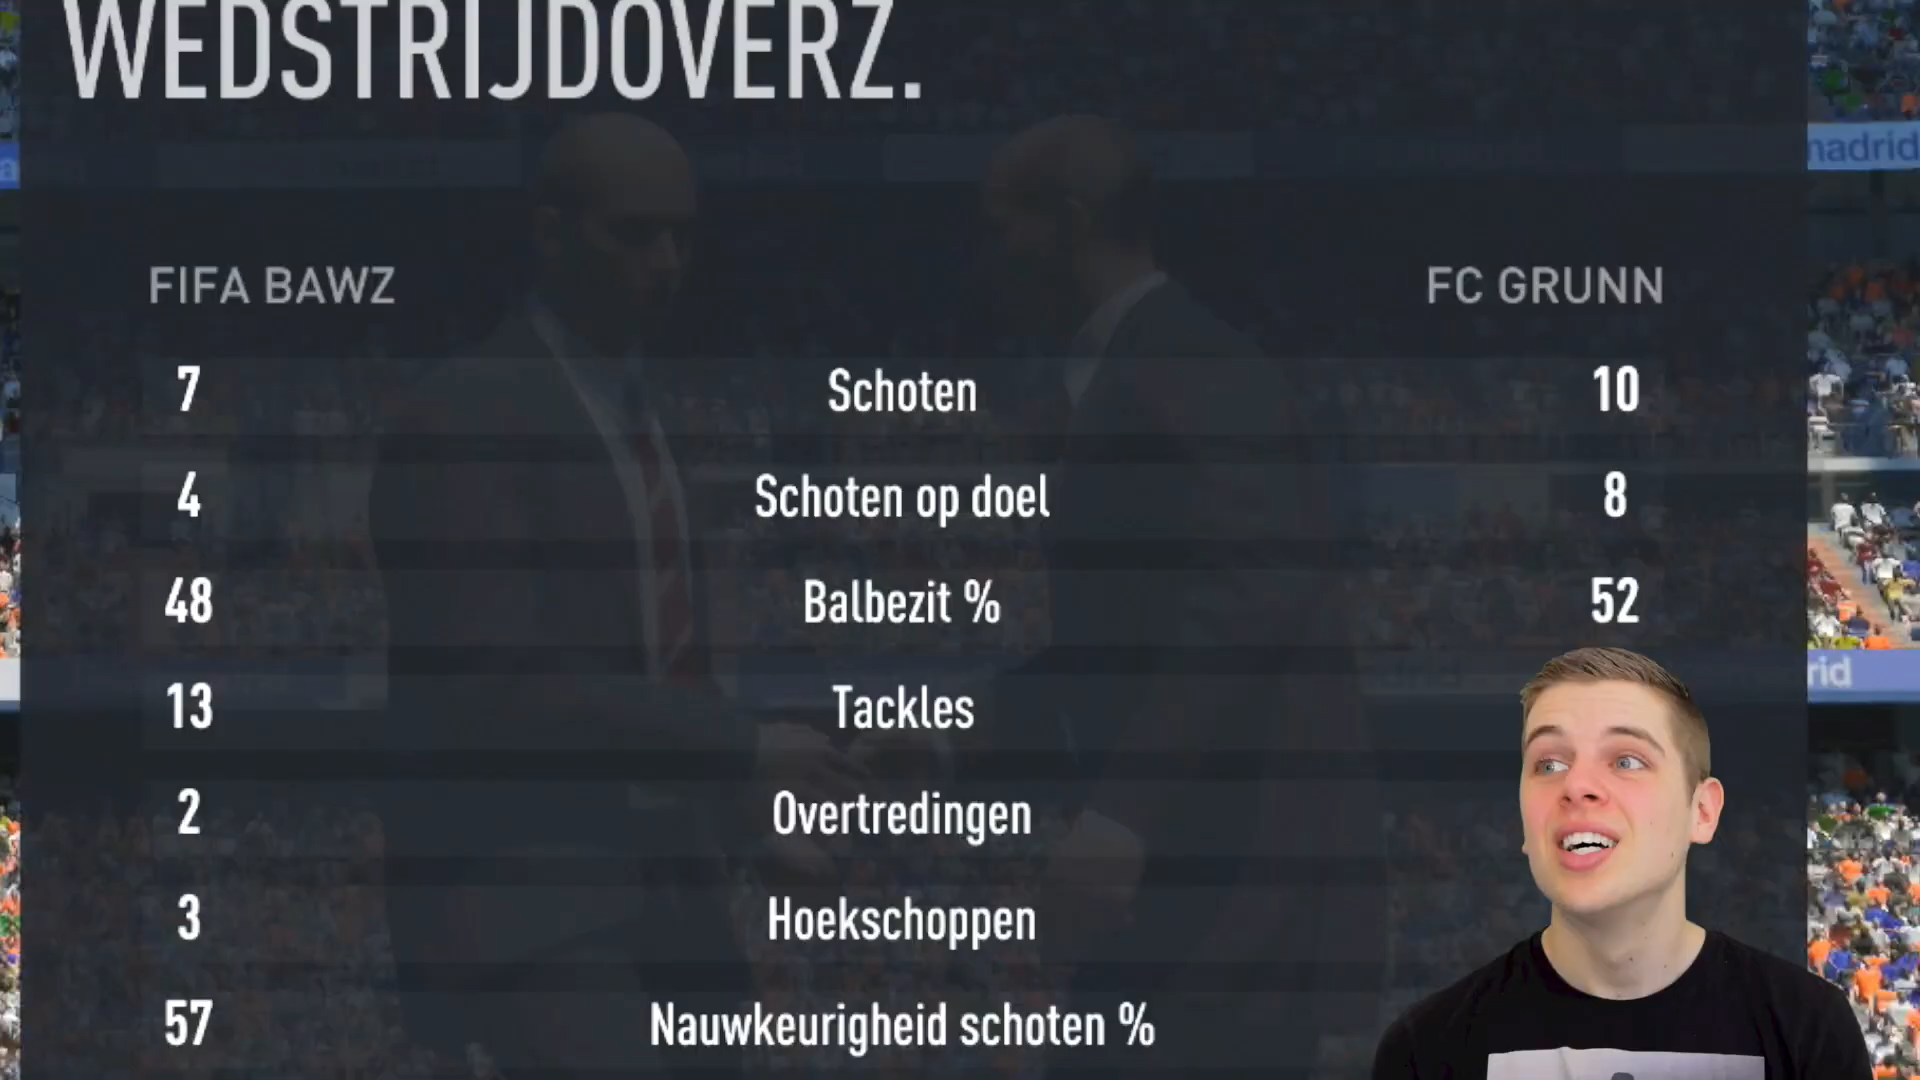 WEDSTRIJDOVERZ.
madrid
FIFA BAWZ FC GRUNN
7 Schoten 10
4 Schoten op doel 8
48 Balbezit % 52
13 Tackles
rid
2 Overtredingen
3 Hoekschoppen
57 Nauwkeurigheid schoten %